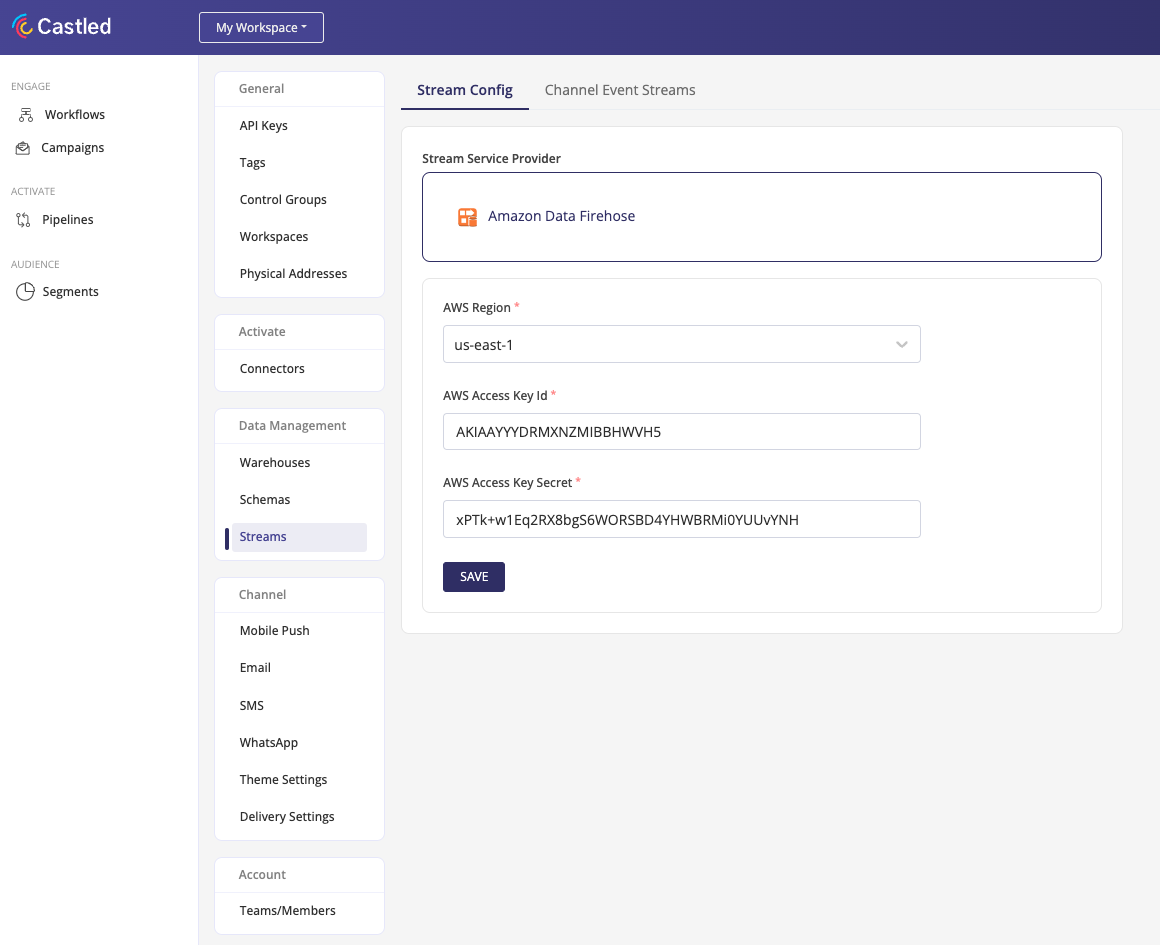 Castled
My Workspace
ENGAGE
Workflows
Campaigns
ACTIVATE
Pipelines
AUDIENCE
Segments
General
API Keys
Tags
Control Groups
Workspaces
Physical Addresses
Activate
Connectors
Data Management
Warehouses
Schemas
Streams
Channel
Mobile Push
Email
SMS
WhatsApp
Theme Settings
Delivery Settings
Account
Teams/Members
Stream Config
Channel Event Streams
Stream Service Provider
Amazon Data Firehose
AWS Region *
us-east-1
AWS Access Key Id *
AKIAAYYYDRMXNZMIBBHWVH5
AWS Access Key Secret *
xPTk+w1Eq2RX8bgS6WORSBD4YHWBRMi0YUUvYNH
SAVE